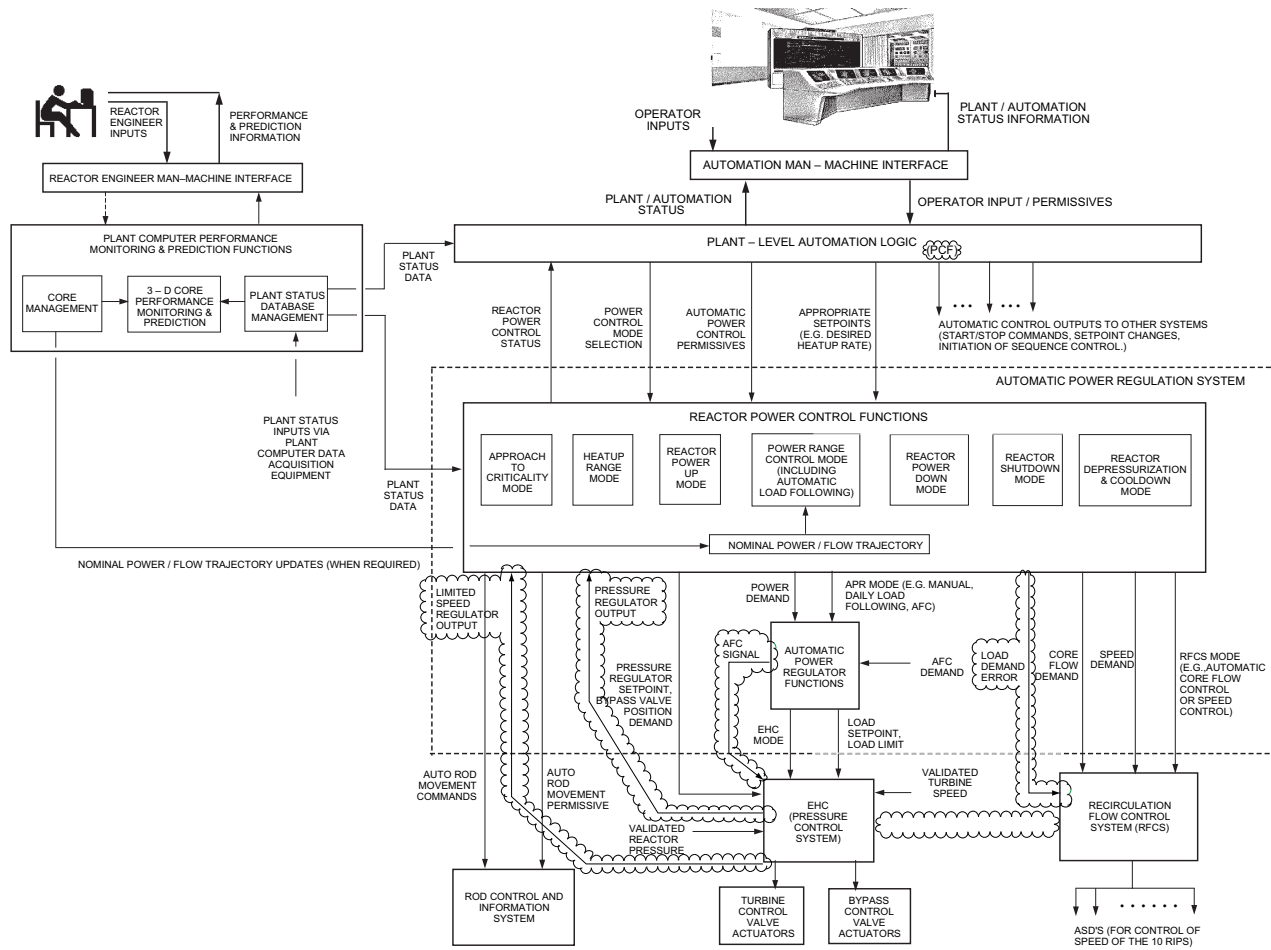 REACTOR
ENGINEER
INPUTS
PERFORMANCE
& PREDICTION
INFORMATION
REACTOR ENGINEER MAN–MACHINE INTERFACE
OPERATOR
INPUTS
PLANT / AUTOMATION
STATUS INFORMATION
AUTOMATION MAN – MACHINE INTERFACE
PLANT / AUTOMATION
STATUS
OPERATOR INPUT / PERMISSIVES
PLANT COMPUTER PERFORMANCE
MONITORING & PREDICTION FUNCTIONS
CORE
MANAGEMENT
3 – D CORE
PERFORMANCE
MONITORING &
PREDICTION
PLANT STATUS
DATABASE
MANAGEMENT
PLANT
STATUS
DATA
PLANT – LEVEL AUTOMATION LOGIC
(PCF)
REACTOR
POWER
CONTROL
STATUS
POWER
CONTROL
MODE
SELECTION
AUTOMATIC
POWER
CONTROL
PERMISSIVES
APPROPRIATE
SETPOINTS
(E.G. DESIRED
HEATUP RATE)
AUTOMATIC CONTROL OUTPUTS TO OTHER SYSTEMS
(START/STOP COMMANDS, SETPOINT CHANGES,
INITIATION OF SEQUENCE CONTROL.)
PLANT STATUS
INPUTS VIA
PLANT
COMPUTER DATA
ACQUISITION
EQUIPMENT
PLANT
STATUS
DATA
AUTOMATIC POWER REGULATION SYSTEM
REACTOR POWER CONTROL FUNCTIONS
APPROACH
TO
CRITICALITY
MODE
HEATUP
RANGE
MODE
REACTOR
POWER
UP
MODE
POWER RANGE
CONTROL MODE
(INCLUDING
AUTOMATIC
LOAD FOLLOWING)
REACTOR
POWER
DOWN
MODE
REACTOR
SHUTDOWN
MODE
REACTOR
DEPRESSURIZATION
& COOLDOWN
MODE
NOMINAL POWER / FLOW TRAJECTORY
NOMINAL POWER / FLOW TRAJECTORY UPDATES (WHEN REQUIRED)
LIMITED
SPEED
REGULATOR
OUTPUT
PRESSURE
REGULATOR
OUTPUT
POWER
DEMAND
APR MODE (E.G. MANUAL,
DAILY LOAD
FOLLOWING, AFC)
PRESSURE
REGULATOR
SETPOINT,
BYPASS VALVE
POSITION
DEMAND
AFC
SIGNAL
AUTOMATIC
POWER
REGULATOR
FUNCTIONS
AFC
DEMAND
LOAD
DEMAND
ERROR
CORE
FLOW
DEMAND
SPEED
DEMAND
RFCS MODE
(E.G.,AUTOMATIC
CORE FLOW
CONTROL
OR SPEED
CONTROL)
EHC
MODE
LOAD
SETPOINT,
LOAD LIMIT
AUTO ROD
MOVEMENT
COMMANDS
AUTO
ROD
MOVEMENT
PERMISSIVE
VALIDATED
REACTOR
PRESSURE
EHC
(PRESSURE
CONTROL
SYSTEM)
VALIDATED
TURBINE
SPEED
RECIRCULATION
FLOW CONTROL
SYSTEM (RFCS)
ROD CONTROL AND
INFORMATION
SYSTEM
TURBINE
CONTROL
VALVE
ACTUATORS
BYPASS
CONTROL
VALVE
ACTUATORS
ASD'S (FOR CONTROL OF
SPEED OF THE 10 RIPS)